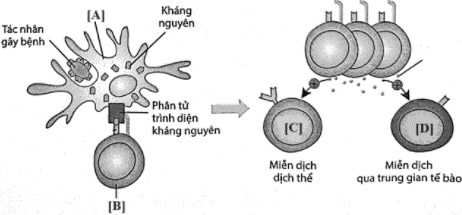 [A]
Kháng
nguyên
Tác nhân
gây bệnh
Phân tử
trình diện
kháng nguyên
[B]
[C]
[D]
Miễn dịch
dịch thể
Miễn dịch
qua trung gian tế bào